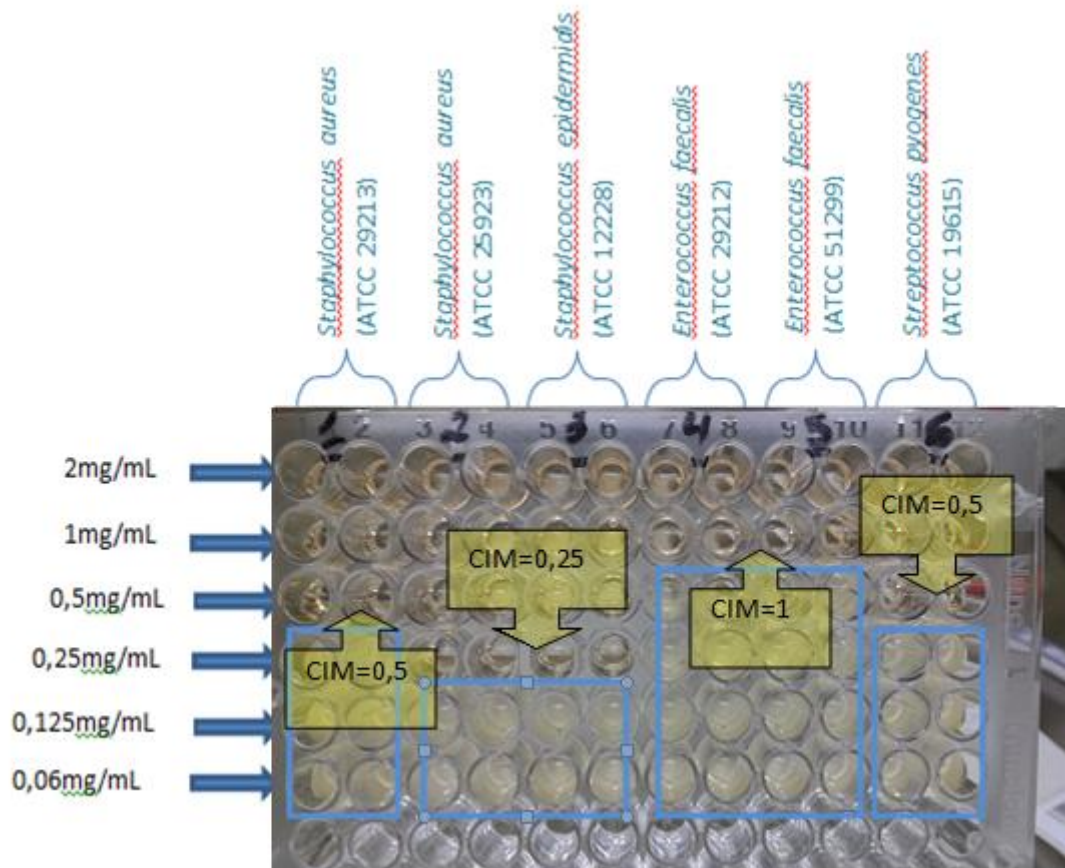 Staphylococcus aureus
(ATCC 29213)
Staphylococcus aureus
(ATCC 25923)
Staphylococcus epidermidis
(ATCC 12228)
Enterococcus faecalis
(ATCC 29212)
Enterococcus faecalis
(ATCC 51299)
Streptococcus pyogenes
(ATCC 19615)
1 2 3 4 5 6 7 8 9 10 11 12
1 2 3 4 5 6
2mg/mL
1mg/mL
0,5mg/mL
0,25mg/mL
0,125mg/mL
0,06mg/mL
CIM=0,5
CIM=0,25
CIM=1
CIM=0,5